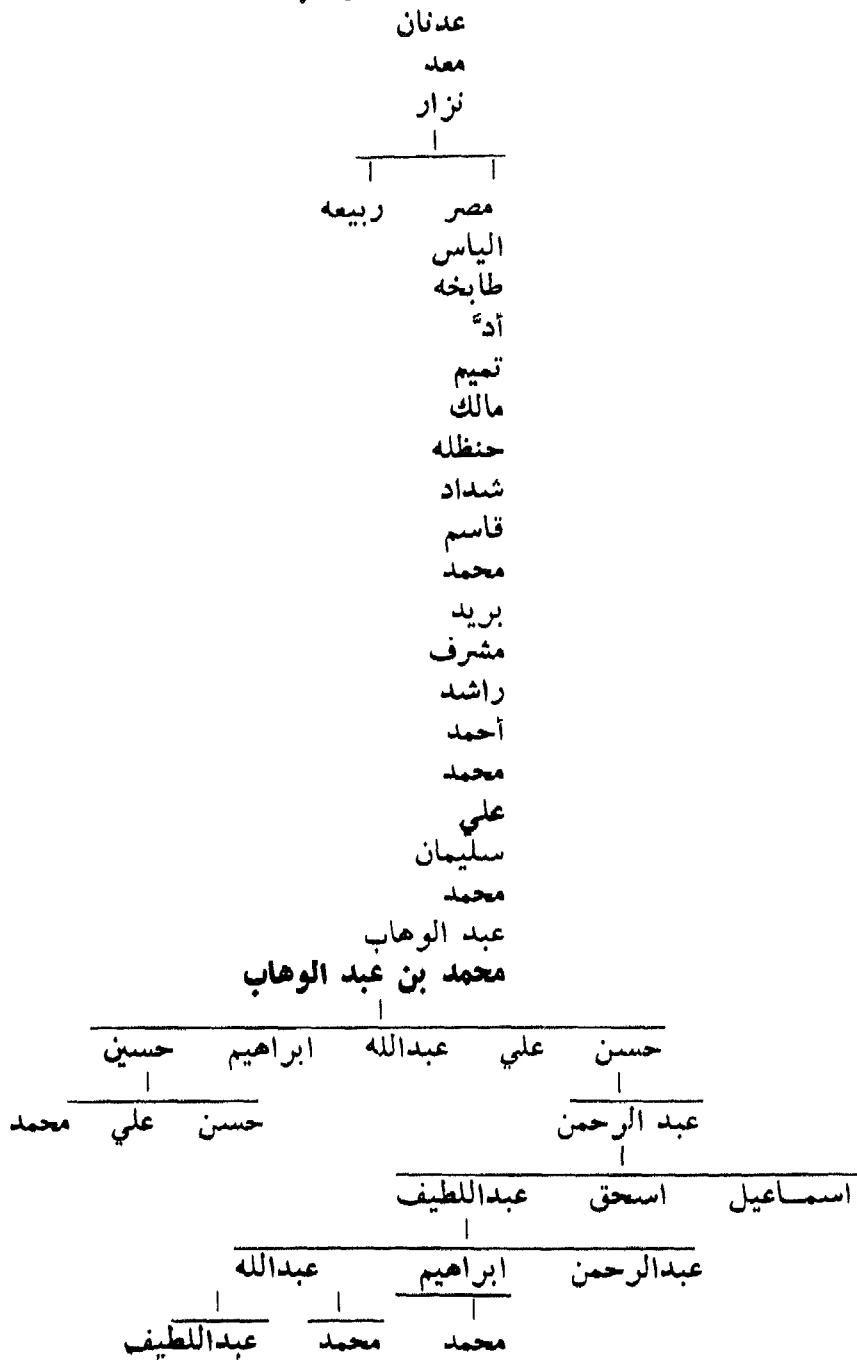 عدنان
معد
نزار
مصر ربيعه
الياس
طابخه
أدَّ
تميم
مالك
حنظله
شداد
قاسم
محمد
بريد
مشرف
راشد
أحمد
محمد
علي
سليمان
محمد
عبد الوهاب
محمد بن عبد الوهاب
حسن علي عبدالله ابراهيم حسين
عبد الرحمن حسن علي محمد
اسمـاعيل اسحق عبداللطيف
عبدالرحمن ابراهيم عبدالله
محمد محمد عبداللطيف